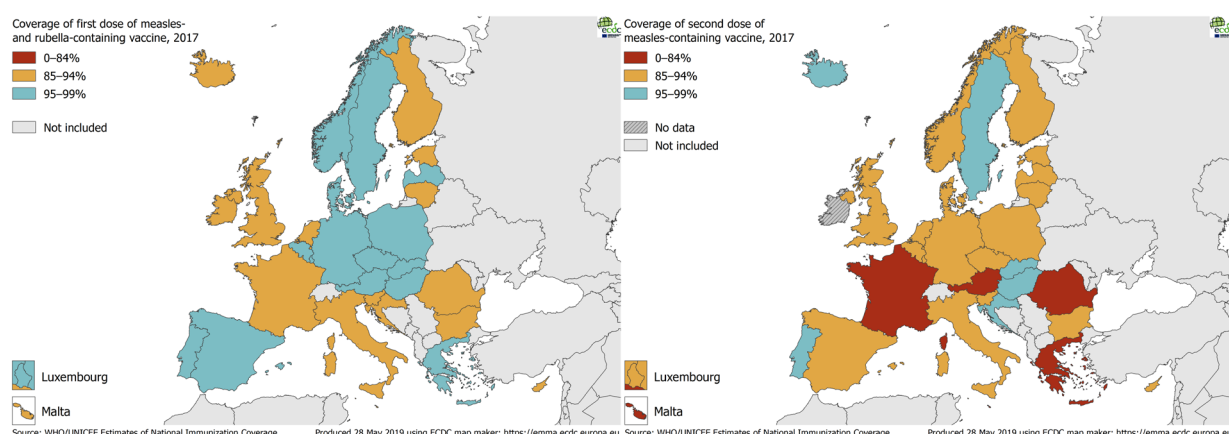 Coverage of first dose of measles-
and rubella-containing vaccine, 2017
0–84%
85–94%
95–99%
Not included
Luxembourg
Malta
Source: WHO/UNICEF Estimates of National Immunization Coverage
Produced 28 May 2019 using ECDC map maker: https://emma.ecdc.europa.eu
ecdc
Coverage of second dose of
measles-containing vaccine, 2017
0–84%
85–94%
95–99%
No data
Not included
Luxembourg
Malta
Source: WHO/UNICEF Estimates of National Immunization Coverage
Produced 28 May 2019 using ECDC map maker: https://emma.ecdc.europa.eu
ecdc